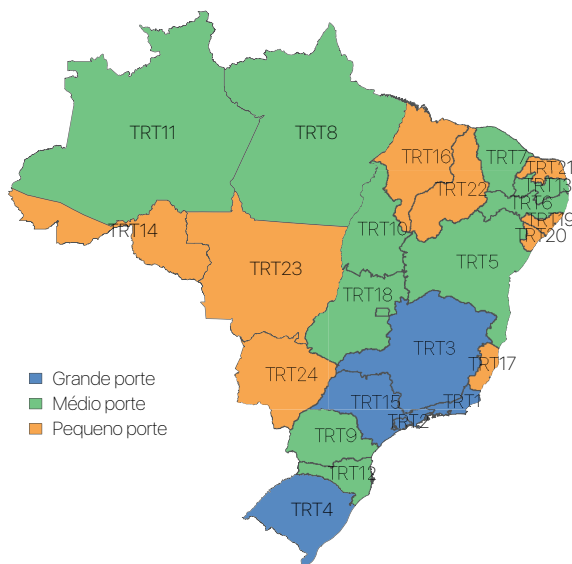 TRT11
TRT8
TRT7
TRT16
TRT21
TRT13
TRT22
TRT16
TRT19
TRT14
TRT10
TRT20
TRT5
TRT23
TRT18
TRT3
TRT17
TRT24
TRT15
TRT1
TRT2
TRT9
TRT12
TRT4
Grande porte
Médio porte
Pequeno porte